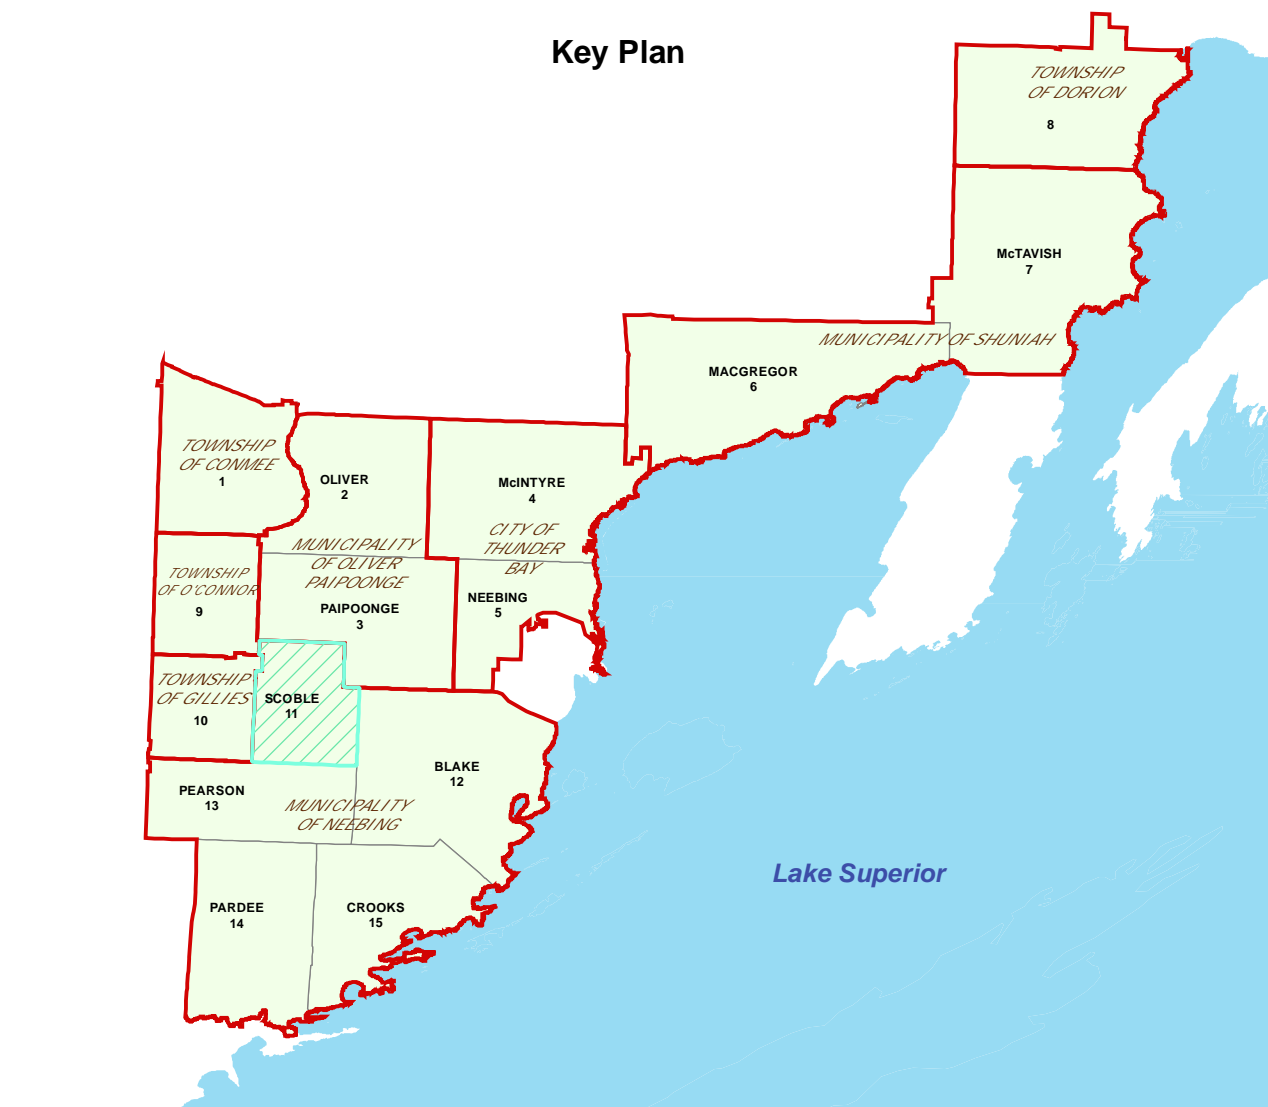 Key Plan
TOWNSHIP
OF DORION
8
McTAVISH
7
MUNICIPALITY OF SHUNIAH
MACGREGOR
6
TOWNSHIP
OF CONMEE
1
OLIVER
2
McINTYRE
4
CITY OF
THUNDER
BAY
MUNICIPALITY
OF OLIVER
PAIPOONGE
TOWNSHIP
OF O'CONNOR
9
PAIPOONGE
3
NEEBING
5
TOWNSHIP
OF GILLIES
10
SCOBLE
11
BLAKE
12
PEARSON
13
MUNICIPALITY
OF NEEBING
Lake Superior
PARDEE
14
CROOKS
15